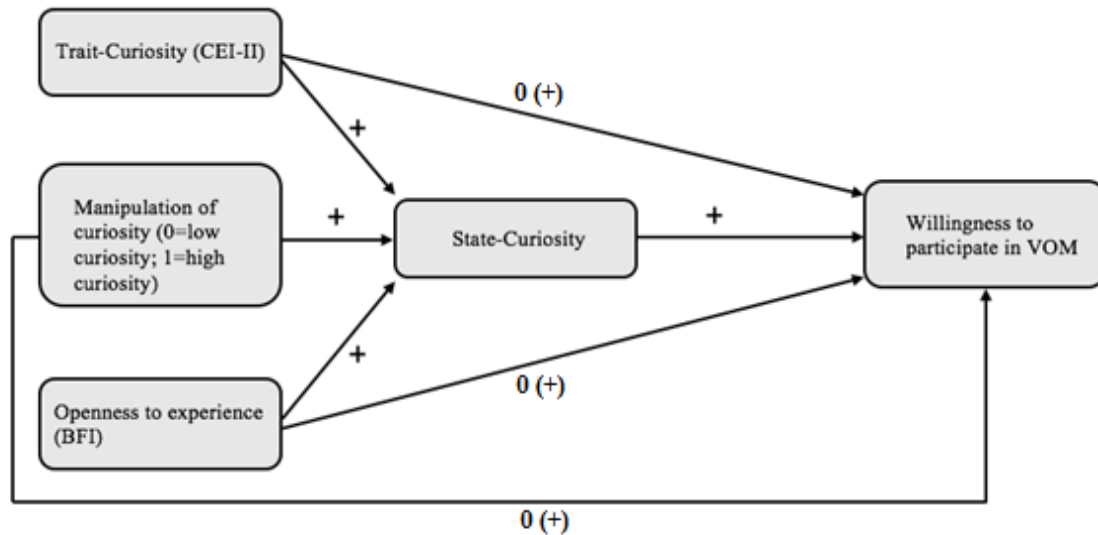 Trait-Curiosity (CEI-II)
0 (+)
+
Manipulation of
curiosity (0=low
curiosity; 1=high
curiosity)
+
State-Curiosity
+
Willingness to
participate in VOM
+
Openness to experience
(BFI)
0 (+)
0 (+)